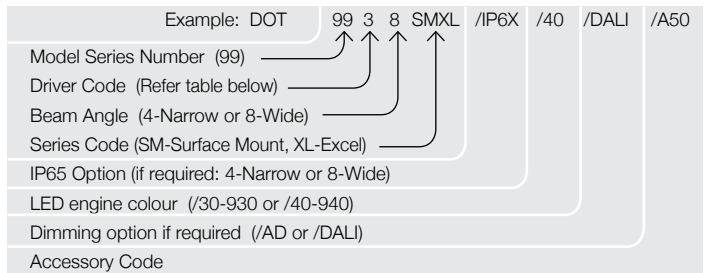 Example: DOT 99 3 8 SMXL /IP6X /40 /DALI /A50
Model Series Number (99)
Driver Code (Refer table below)
Beam Angle (4-Narrow or 8-Wide)
Series Code (SM-Surface Mount, XL-Excel)
IP65 Option (if required: 4-Narrow or 8-Wide)
LED engine colour (/30-930 or /40-940)
Dimming option if required (/AD or /DALI)
Accessory Code